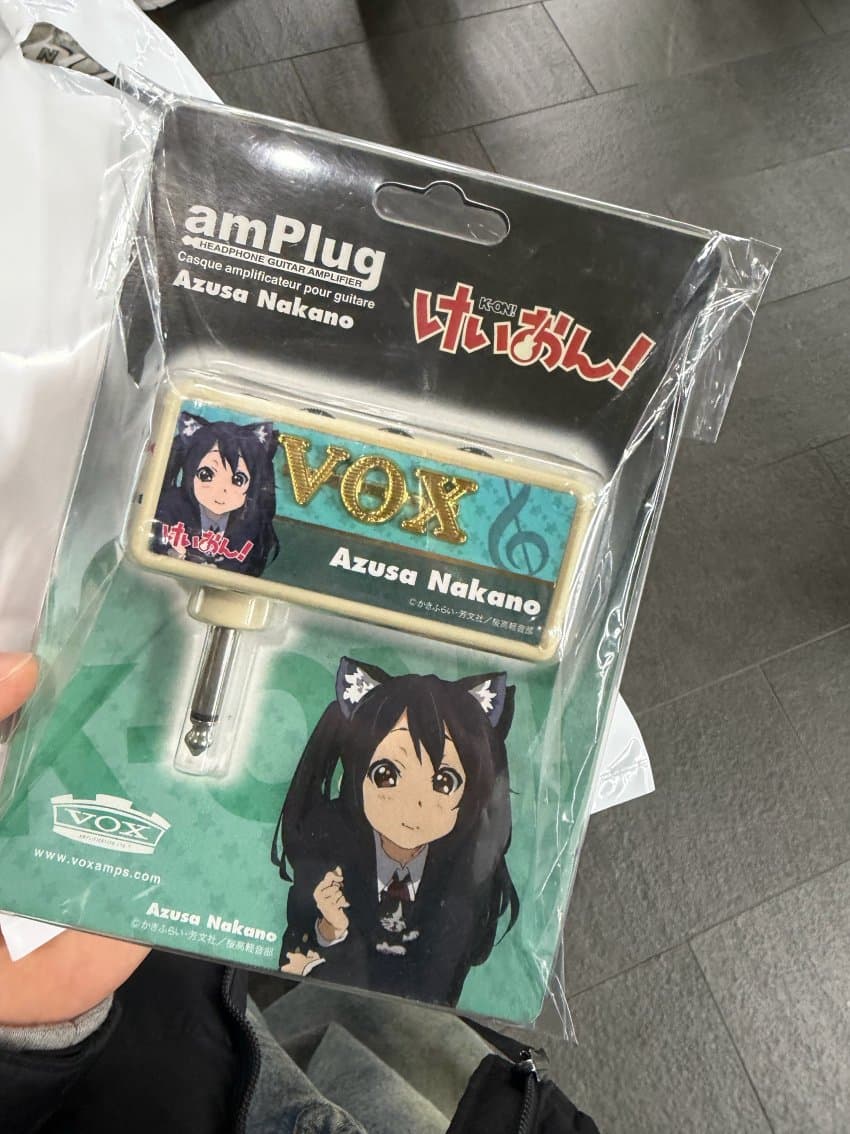 amPlug
HEADPHONE GUITAR AMPLIFIER
Casque amplificateur pour guitare
Azusa Nakano
K-ON!
けいおん!
VOX
けいおん!
Azusa Nakano
©かきふらい・芳文社/桜高軽音部
K-ON
VOX
www.voxamps.com
Azusa Nakano
©かきふらい・芳文社/桜高軽音部